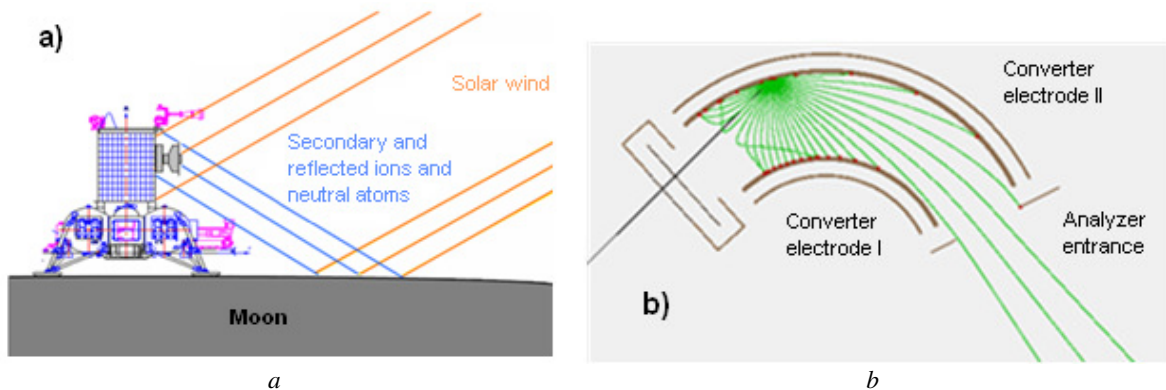 a)
Solar wind
Secondary and
reflected ions and
neutral atoms
Moon
a
Converter
electrode II
Converter
electrode I
Analyzer
entrance
b)
b